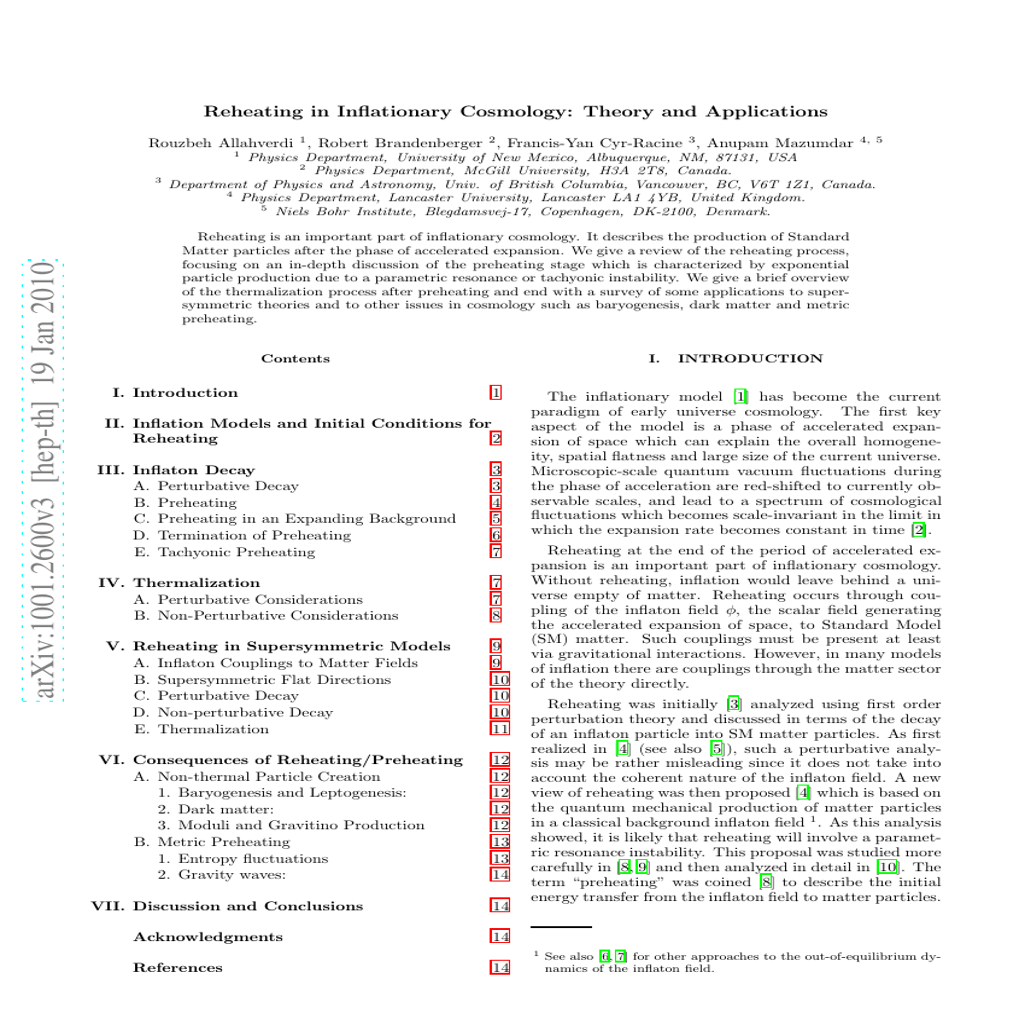 Reheating in Inflationary Cosmology: Theory and Applications
Rouzbeh Allahverdi 1, Robert Brandenberger 2, Francis-Yan Cyr-Racine 3, Anupam Mazumdar 4, 5
1 Physics Department, University of New Mexico, Albuquerque, NM, 87131, USA
2 Physics Department, McGill University, H3A 2T8, Canada.
3 Department of Physics and Astronomy, Univ. of British Columbia, Vancouver, BC, V6T 1Z1, Canada.
4 Physics Department, Lancaster University, Lancaster LA1 4YB, United Kingdom.
5 Niels Bohr Institute, Blegdamsvej-17, Copenhagen, DK-2100, Denmark.
Reheating is an important part of inflationary cosmology. It describes the production of Standard
Matter particles after the phase of accelerated expansion. We give a review of the reheating process,
focusing on an in-depth discussion of the preheating stage which is characterized by exponential
particle production due to a parametric resonance or tachyonic instability. We give a brief overview
of the thermalization process after preheating and end with a survey of some applications to super-
symmetric theories and to other issues in cosmology such as baryogenesis, dark matter and metric
preheating.
arXiv:1001.2600v3 [hep-th] 19 Jan 2010
Contents
I. Introduction 1
II. Inflation Models and Initial Conditions for
Reheating 2
III. Inflaton Decay 3
A. Perturbative Decay 3
B. Preheating 4
C. Preheating in an Expanding Background 5
D. Termination of Preheating 6
E. Tachyonic Preheating 7
IV. Thermalization 7
A. Perturbative Considerations 7
B. Non-Perturbative Considerations 8
V. Reheating in Supersymmetric Models 9
A. Inflaton Couplings to Matter Fields 9
B. Supersymmetric Flat Directions 10
C. Perturbative Decay 10
D. Non-perturbative Decay 10
E. Thermalization 11
VI. Consequences of Reheating/Preheating 12
A. Non-thermal Particle Creation 12
1. Baryogenesis and Leptogenesis: 12
2. Dark matter: 12
3. Moduli and Gravitino Production 12
B. Metric Preheating 13
1. Entropy fluctuations 13
2. Gravity waves: 14
VII. Discussion and Conclusions 14
Acknowledgments 14
References 14
I. INTRODUCTION
The inflationary model [1] has become the current
paradigm of early universe cosmology. The first key
aspect of the model is a phase of accelerated expan-
sion of space which can explain the overall homogene-
ity, spatial flatness and large size of the current universe.
Microscopic-scale quantum vacuum fluctuations during
the phase of acceleration are red-shifted to currently ob-
servable scales, and lead to a spectrum of cosmological
fluctuations which becomes scale-invariant in the limit in
which the expansion rate becomes constant in time [2].
Reheating at the end of the period of accelerated ex-
pansion is an important part of inflationary cosmology.
Without reheating, inflation would leave behind a uni-
verse empty of matter. Reheating occurs through cou-
pling of the inflaton field ϕ, the scalar field generating
the accelerated expansion of space, to Standard Model
(SM) matter. Such couplings must be present at least
via gravitational interactions. However, in many models
of inflation there are couplings through the matter sector
of the theory directly.
Reheating was initially [3] analyzed using first order
perturbation theory and discussed in terms of the decay
of an inflaton particle into SM matter particles. As first
realized in [4] (see also [5]), such a perturbative analy-
sis may be rather misleading since it does not take into
account the coherent nature of the inflaton field. A new
view of reheating was then proposed [4] which is based on
the quantum mechanical production of matter particles
in a classical background inflaton field 1. As this analysis
showed, it is likely that reheating will involve a paramet-
ric resonance instability. This proposal was studied more
carefully in [8, 9] and then analyzed in detail in [10]. The
term “preheating” was coined [8] to describe the initial
energy transfer from the inflaton field to matter particles.
1 See also [6, 7] for other approaches to the out-of-equilibrium dy-
namics of the inflaton field.